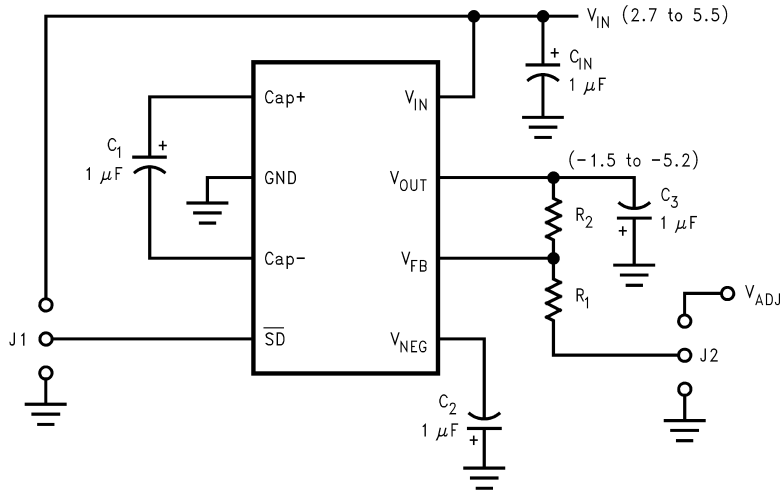 V_IN (2.7 to 5.5)
C_IN
1 μF
Cap+
V_IN
C_1
1 μF
(-1.5 to -5.2)
GND
V_OUT
C_3
1 μF
R_2
Cap-
V_FB
R_1
V_ADJ
J1
S̅D̅
V_NEG
J2
C_2
1 μF
+
+
+
+